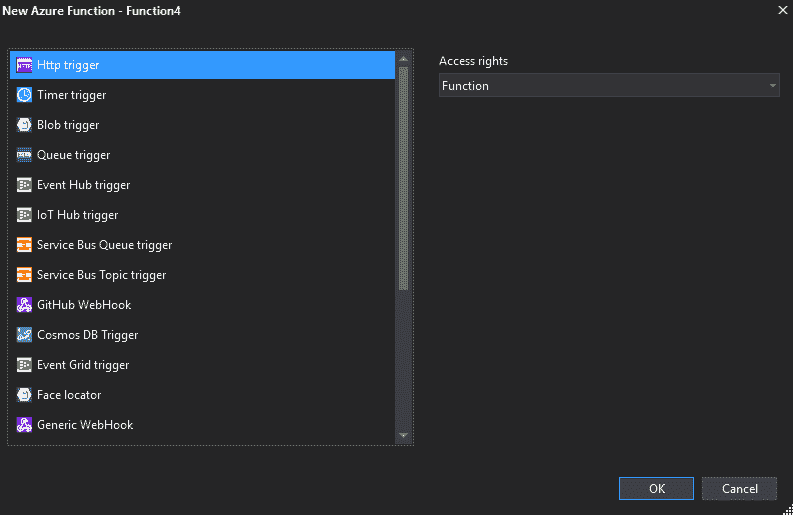 New Azure Function - Function4
Http trigger
Timer trigger
Blob trigger
Queue trigger
Event Hub trigger
IoT Hub trigger
Service Bus Queue trigger
Service Bus Topic trigger
GitHub WebHook
Cosmos DB Trigger
Event Grid trigger
Face locator
Generic WebHook
Access rights
Function
OK
Cancel